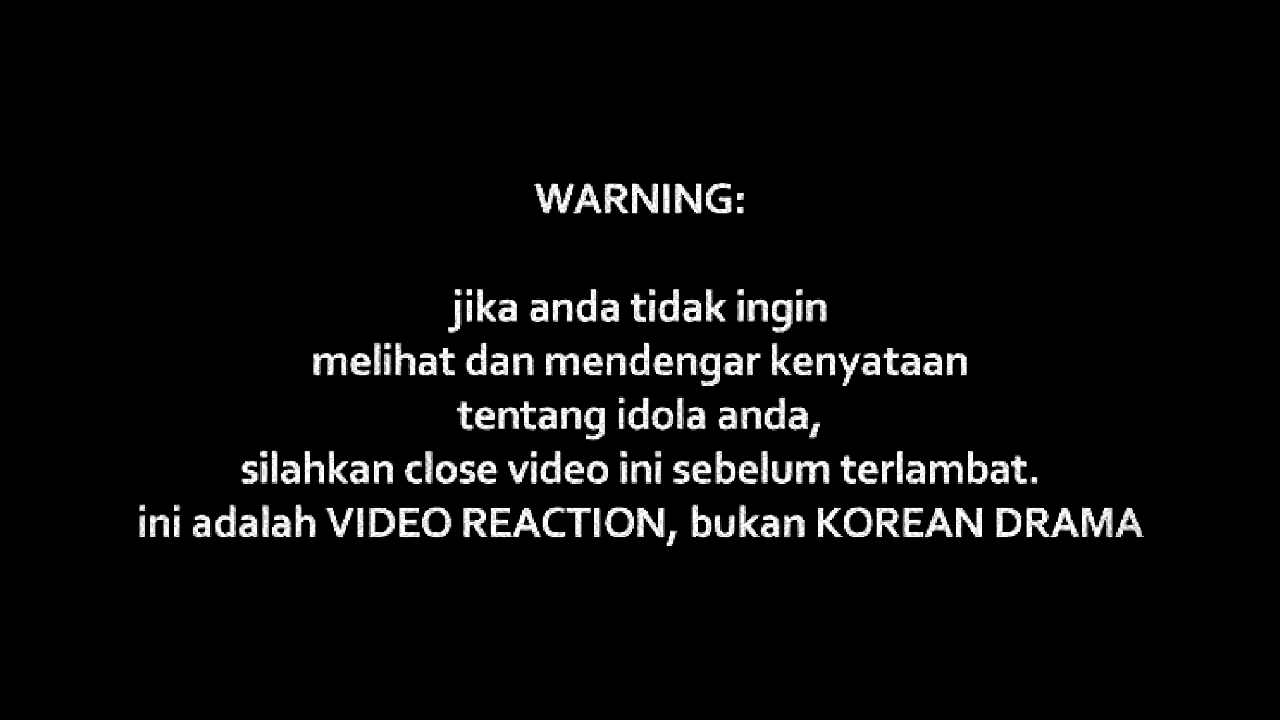 WARNING:
jika anda tidak ingin
melihat dan mendengar kenyataan
tentang idola anda,
silahkan close video ini sebelum terlambat.
ini adalah VIDEO REACTION, bukan KOREAN DRAMA